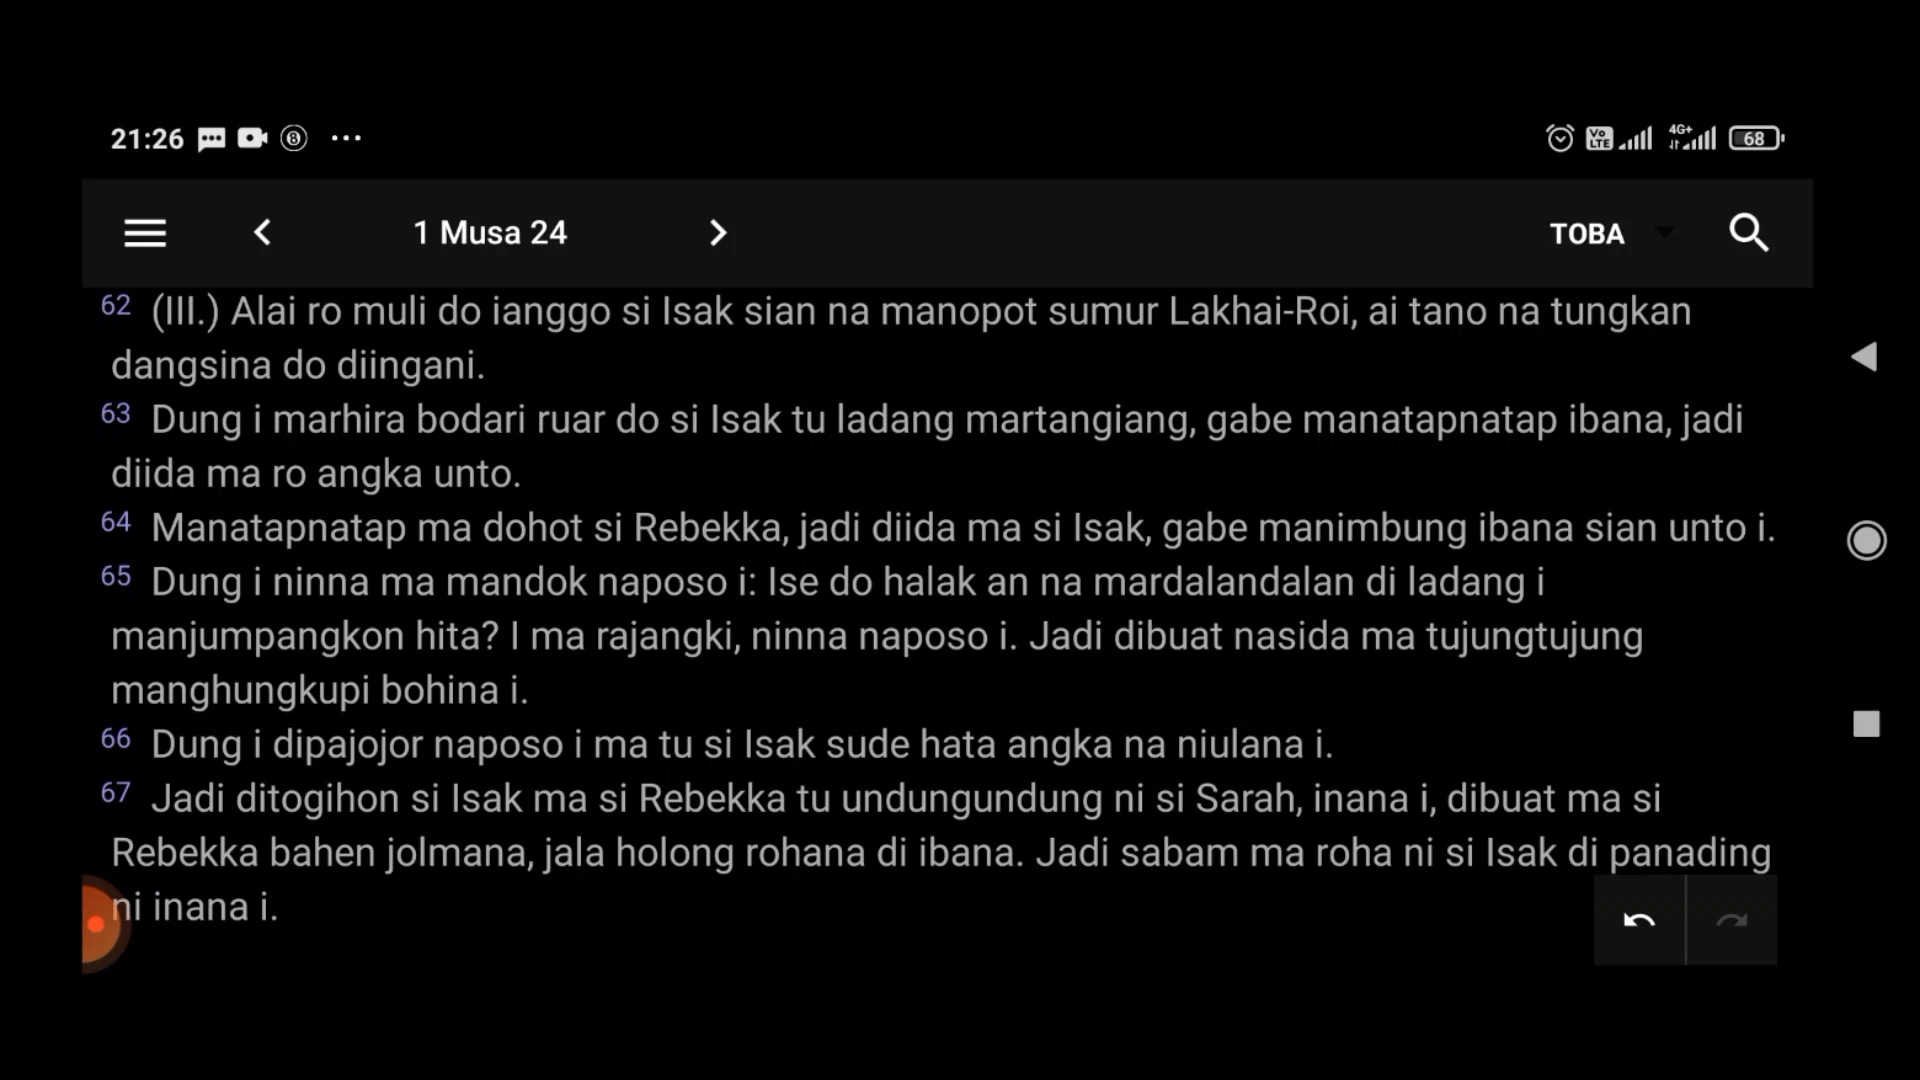 21:26
VoLTE 4G+ 68
1 Musa 24
TOBA
62 (III.) Alai ro muli do ianggo si Isak sian na manopot sumur Lakhai-Roi, ai tano na tungkan
dangsina do diingani.
63 Dung i marhira bodari ruar do si Isak tu ladang martangiang, gabe manatapnatap ibana, jadi
diida ma ro angka unto.
64 Manatapnatap ma dohot si Rebekka, jadi diida ma si Isak, gabe manimbung ibana sian unto i.
65 Dung i ninna ma mandok naposo i: Ise do halak an na mardalandalan di ladang i
manjumpangkon hita? I ma rajangki, ninna naposo i. Jadi dibuat nasida ma tujungtujung
manghungkupi bohina i.
66 Dung i dipajojor naposo i ma tu si Isak sude hata angka na niulana i.
67 Jadi ditogihon si Isak ma si Rebekka tu undungundung ni si Sarah, inana i, dibuat ma si
Rebekka bahen jolmana, jala holong rohana di ibana. Jadi sabam ma roha ni si Isak di panading
ni inana i.